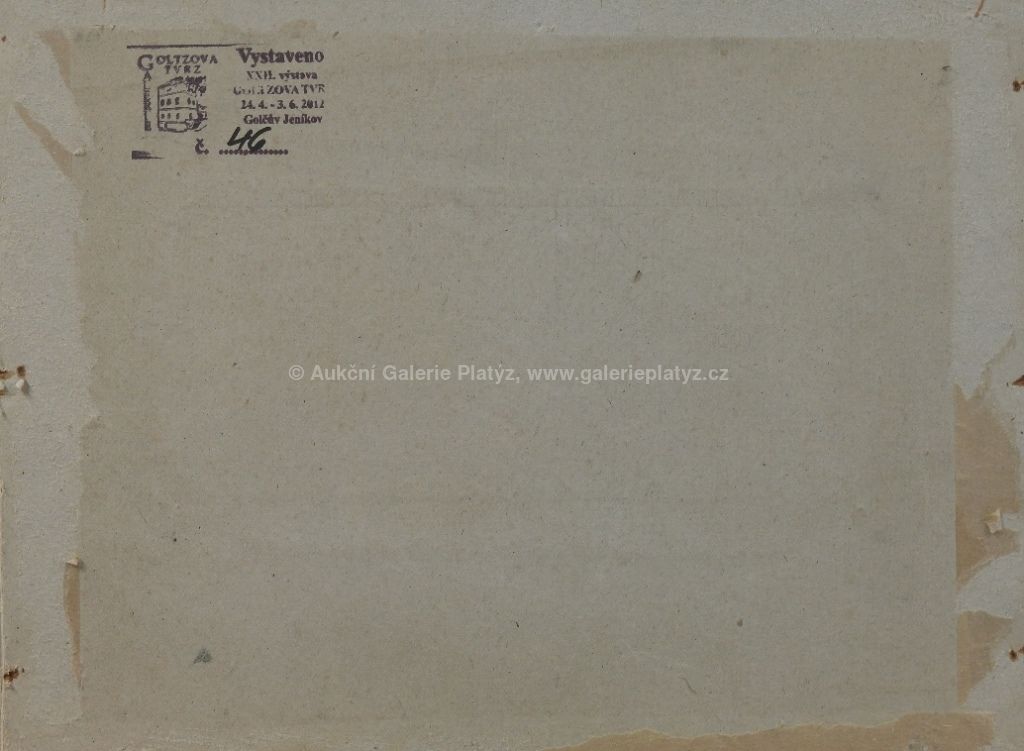 GOLTZOVA
TVRZ
GALERIE
Vystaveno
XXII. výstava
GOLTZOVA TVR
24. 4. - 3. 6. 2012
Golčův Jeníkov
č. 46
© Aukční Galerie Platýz, www.galerieplatyz.cz